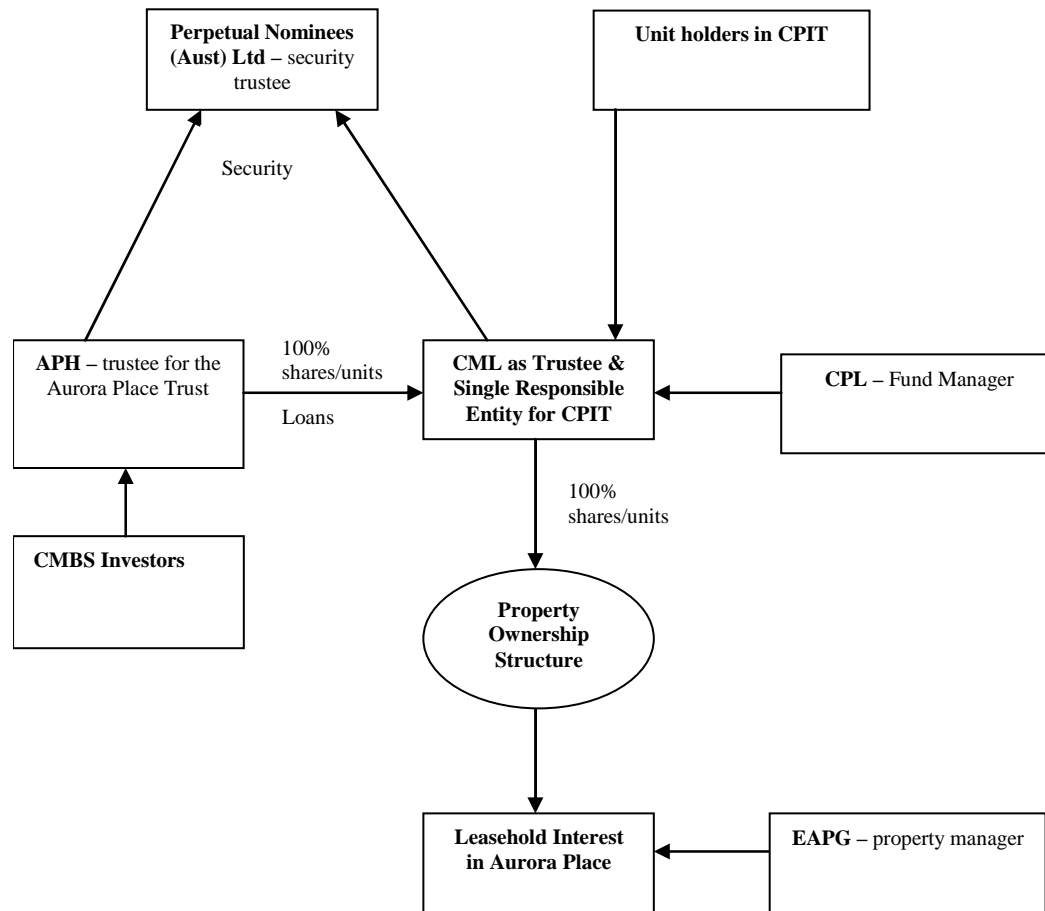 Perpetual Nominees
(Aust) Ltd – security
trustee
Unit holders in CPIT
Security
APH – trustee for the
Aurora Place Trust
100%
shares/units
Loans
CML as Trustee &
Single Responsible
Entity for CPIT
CPL – Fund Manager
100%
shares/units
CMBS Investors
Property
Ownership
Structure
Leasehold Interest
in Aurora Place
EAPG – property manager